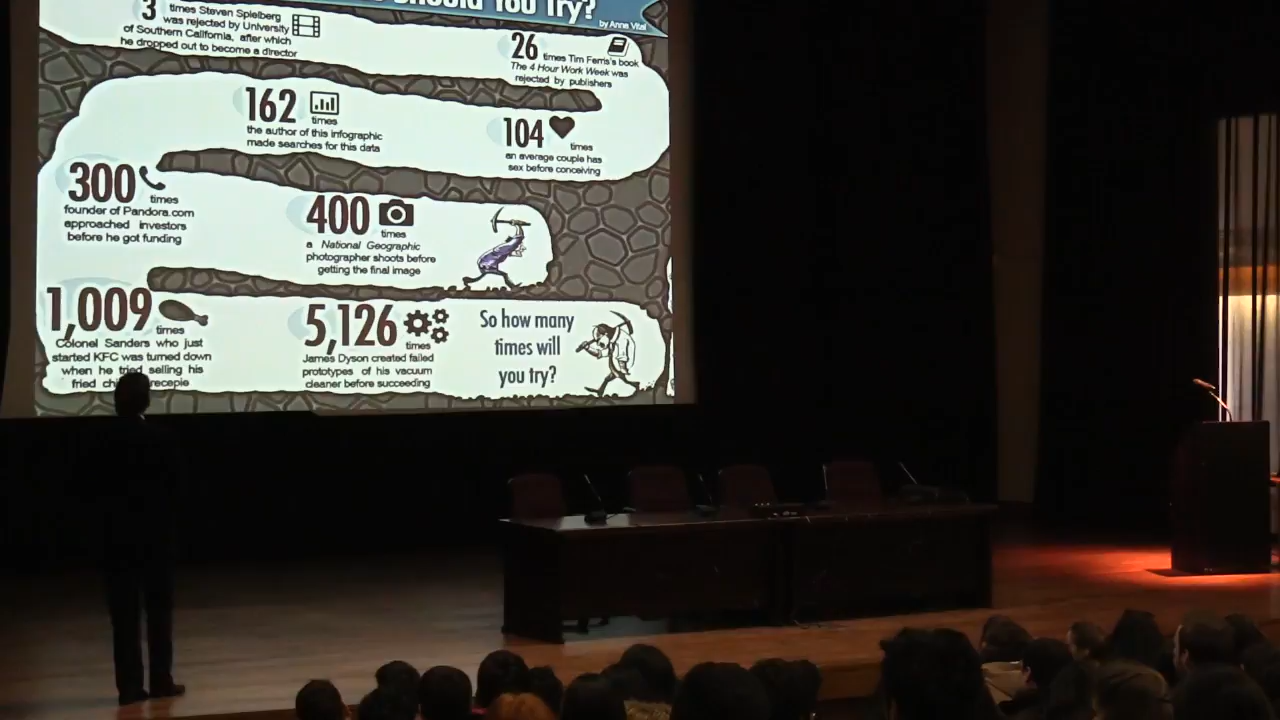 Should You Try?
by Anna Vital
3 times Steven Spielberg
was rejected by University
of Southern California, after which
he dropped out to become a director
26 times Tim Ferris's book
The 4 Hour Work Week was
rejected by publishers
162 times
the author of this infographic
made searches for this data
104 times
an average couple has
sex before conceiving
300 times
founder of Pandora.com
approached investors
before he got funding
400 times
a National Geographic
photographer shoots before
getting the final image
1,009 times
Colonel Sanders who just
started KFC was turned down
when he tried selling his
fried recepie
5,126 times
James Dyson created failed
prototypes of his vacuum
cleaner before succeeding
So how many
times will
you try?